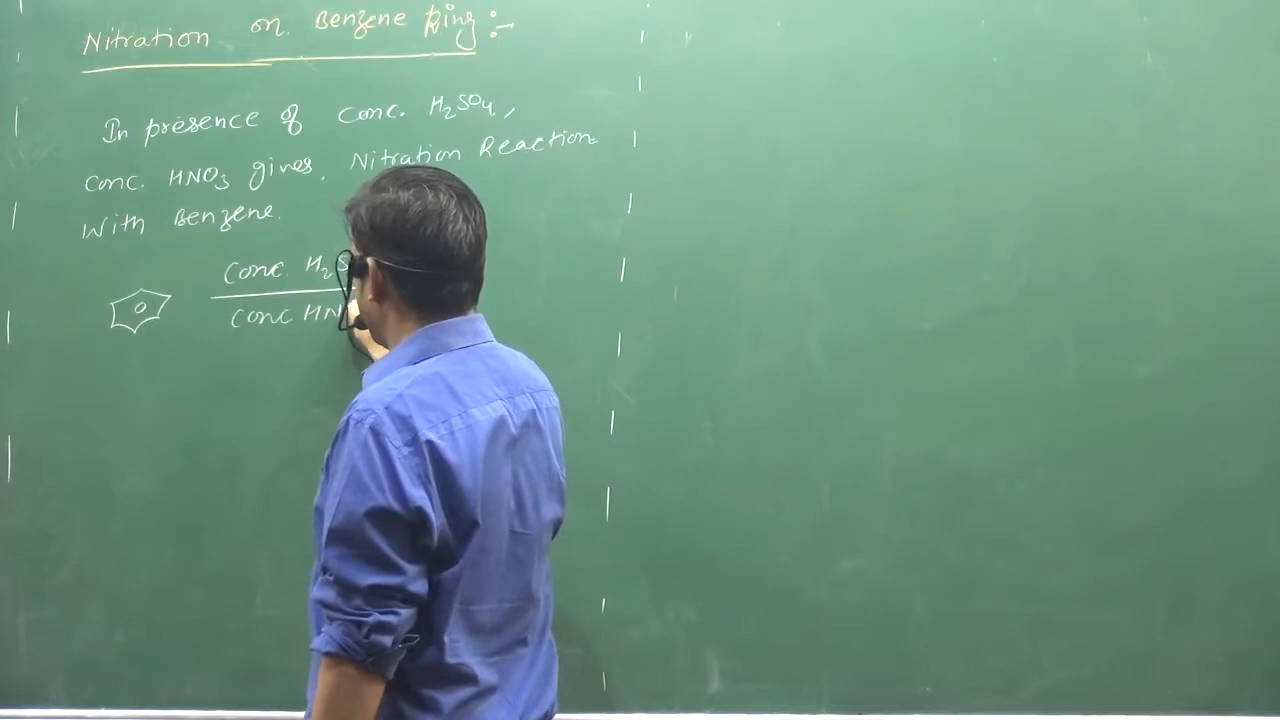 Nitration on Benzene Ring :-
In presence of conc. H₂SO₄,
conc. HNO₃ gives. Nitration Reaction
With Benzene.
Conc. H₂S
Conc HN